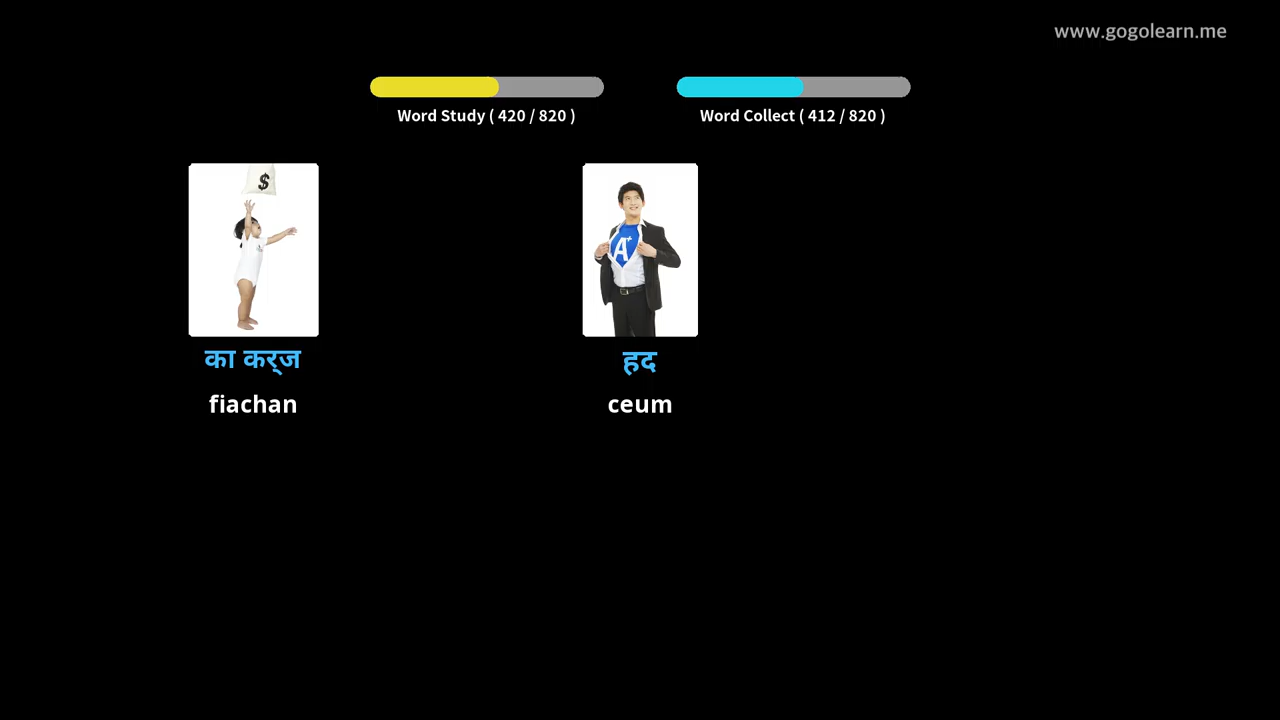 www.gogolearn.me
Word Study ( 420 / 820 )
Word Collect ( 412 / 820 )
$
A+
का कर्ज
हद
fiachan
ceum